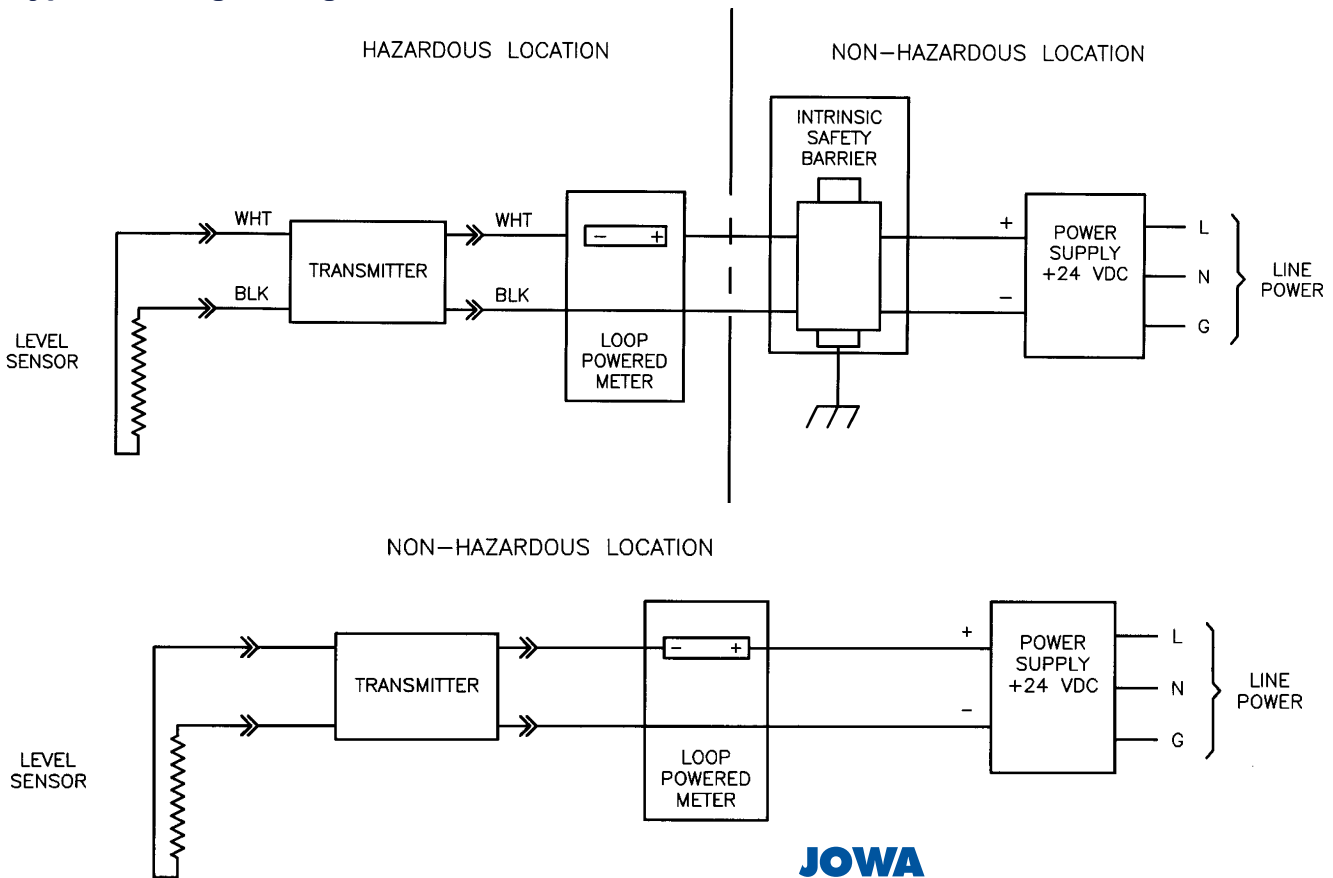 HAZARDOUS LOCATION
NON-HAZARDOUS LOCATION
INTRINSIC
SAFETY
BARRIER
WHT
WHT
- +
+
POWER
SUPPLY
+24 VDC
L
N
G
LINE
POWER
TRANSMITTER
BLK
BLK
-
LEVEL
SENSOR
LOOP
POWERED
METER
NON-HAZARDOUS LOCATION
- +
+
POWER
SUPPLY
+24 VDC
L
N
G
LINE
POWER
TRANSMITTER
-
LEVEL
SENSOR
LOOP
POWERED
METER
JOWA